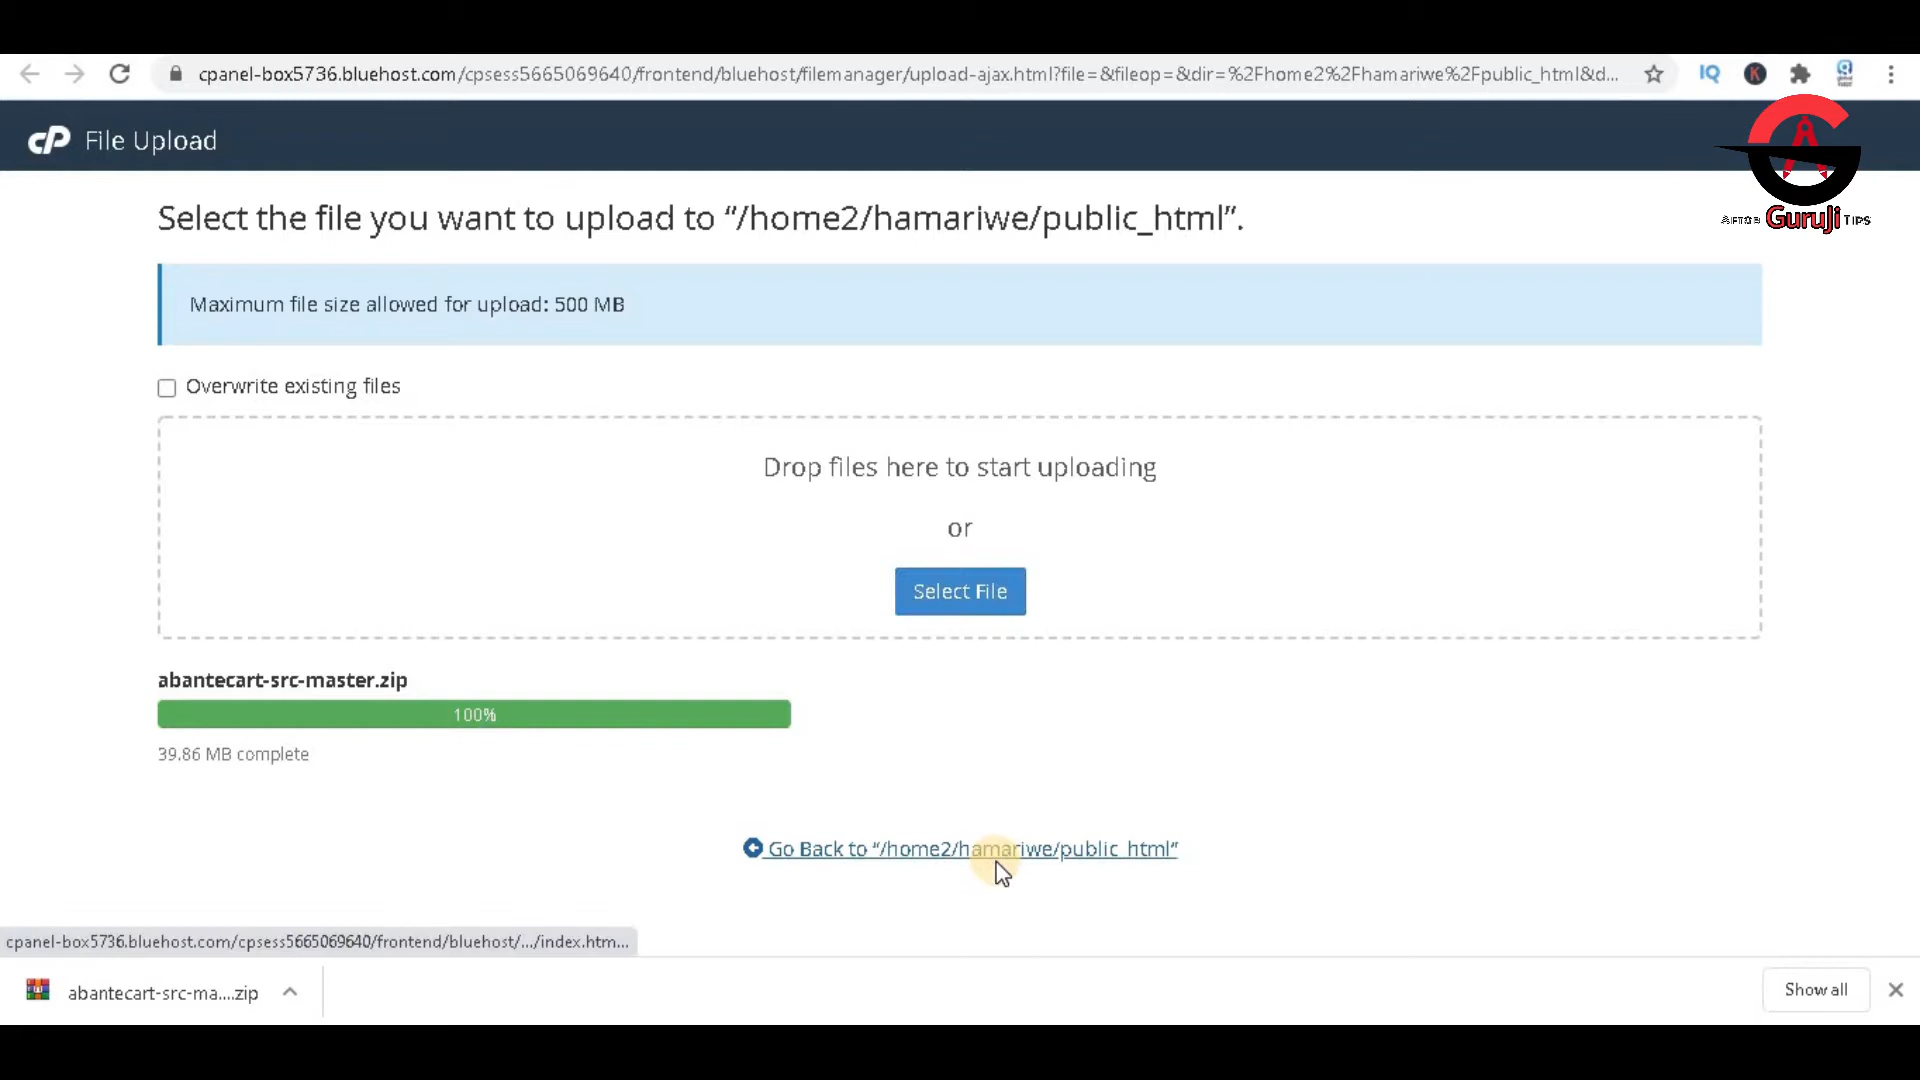 cpanel-box5736.bluehost.com/cpsess5665069640/frontend/bluehost/filemanager/upload-ajax.html?file=&fileop=&dir=%2Fhome2%2Fhamariwe%2Fpublic_html&d...
IQ
K
cP File Upload
GuruJi TIPS
Select the file you want to upload to “/home2/hamariwe/public_html”.
Maximum file size allowed for upload: 500 MB
Overwrite existing files
Drop files here to start uploading
or
Select File
abantecart-src-master.zip
100%
39.86 MB complete
Go Back to “/home2/hamariwe/public_html”
cpanel-box5736.bluehost.com/cpsess5665069640/frontend/bluehost/.../index.htm...
abantecart-src-ma....zip
Show all